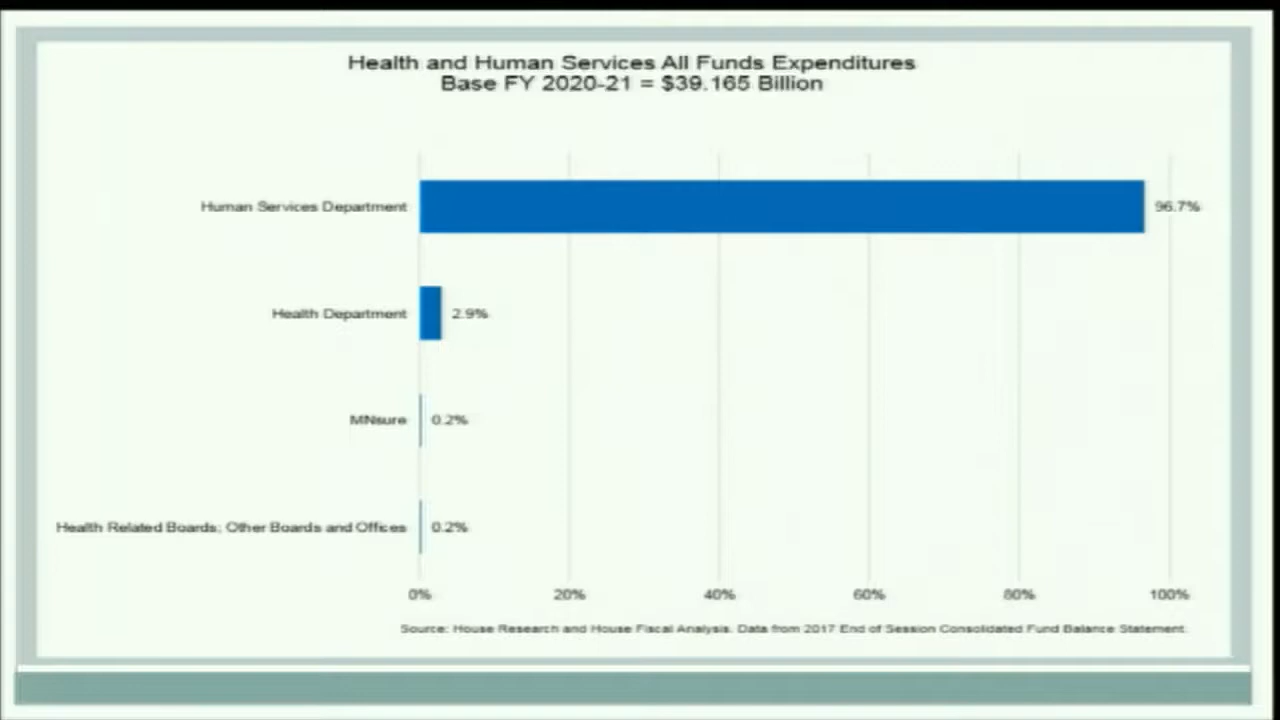 Health and Human Services All Funds Expenditures
Base FY 2020-21 = $39.165 Billion
Human Services Department 96.7%
Health Department 2.9%
MNsure 0.2%
Health Related Boards; Other Boards and Offices 0.2%
0% 20% 40% 60% 80% 100%
Source: House Research and House Fiscal Analysis. Data from 2017 End of Session Consolidated Fund Balance Statement.